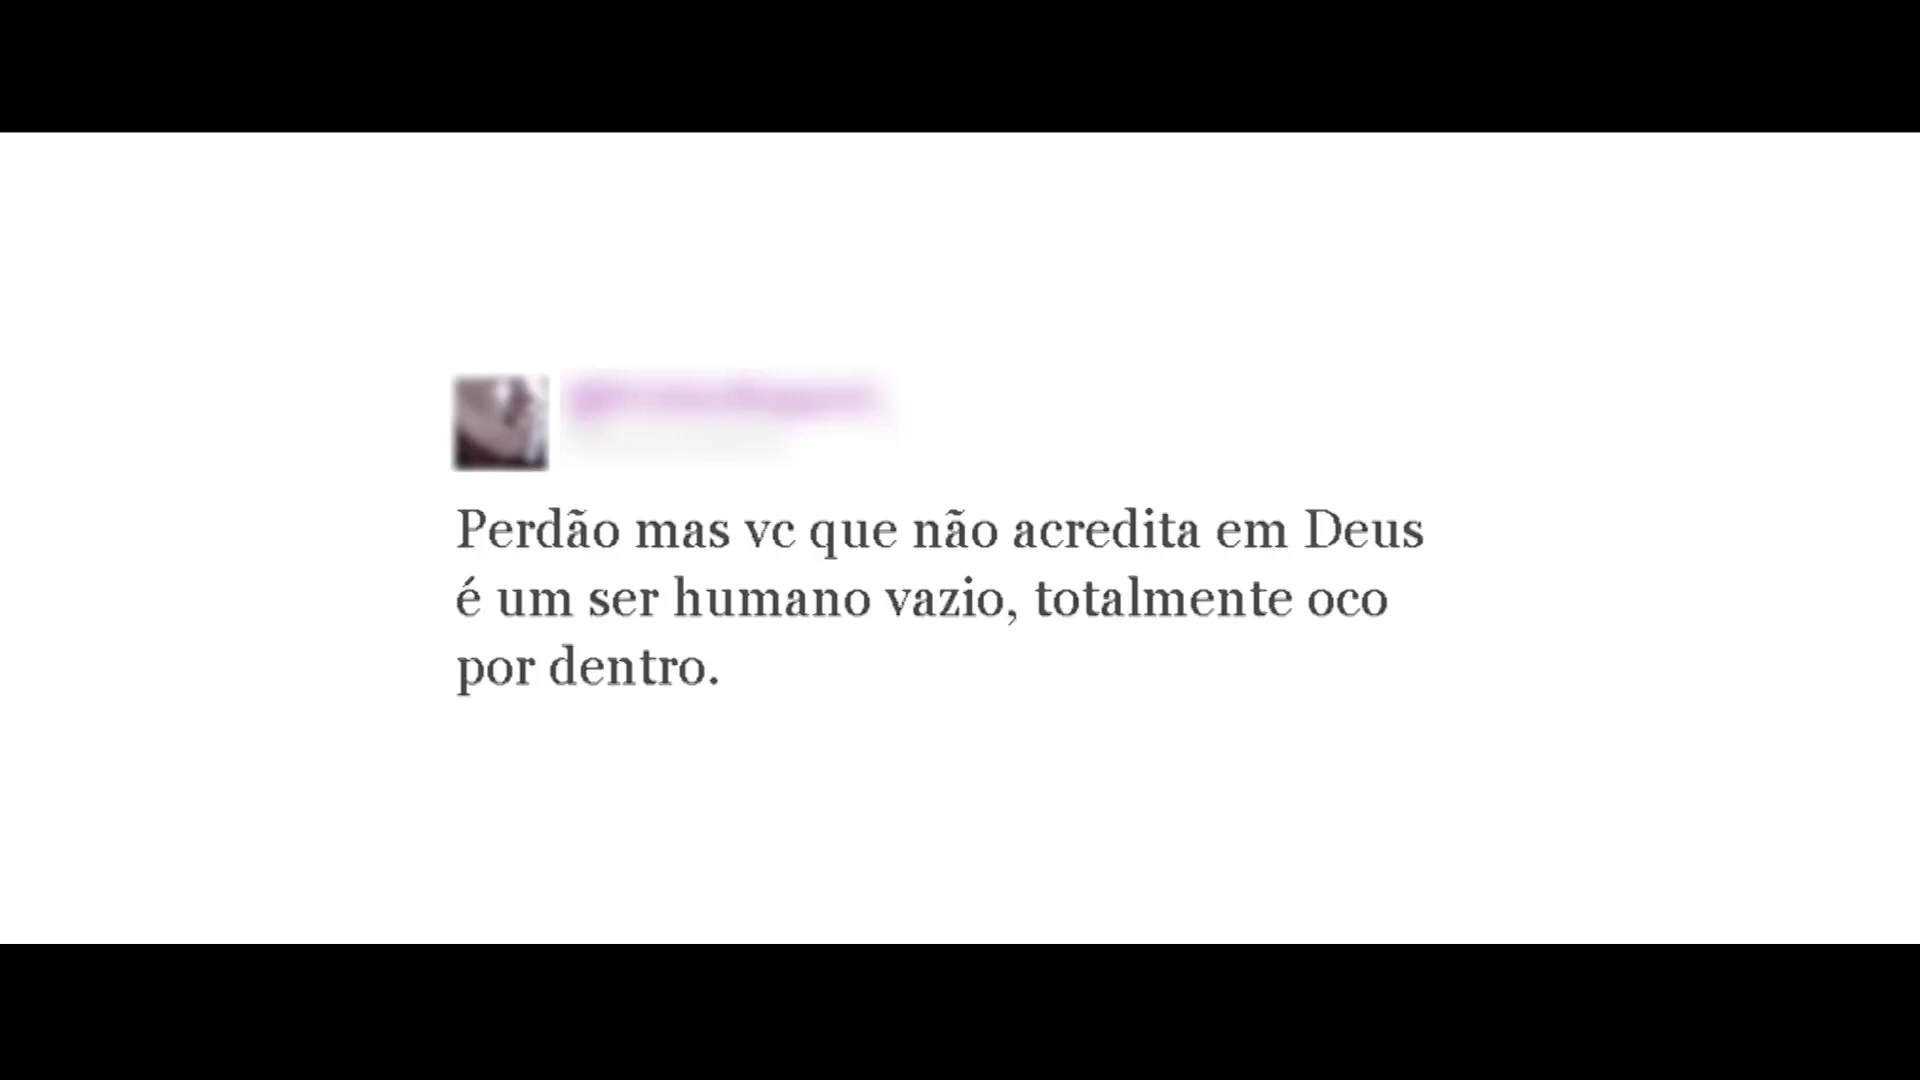 Perdão mas vc que não acredita em Deus
é um ser humano vazio, totalmente oco
por dentro.